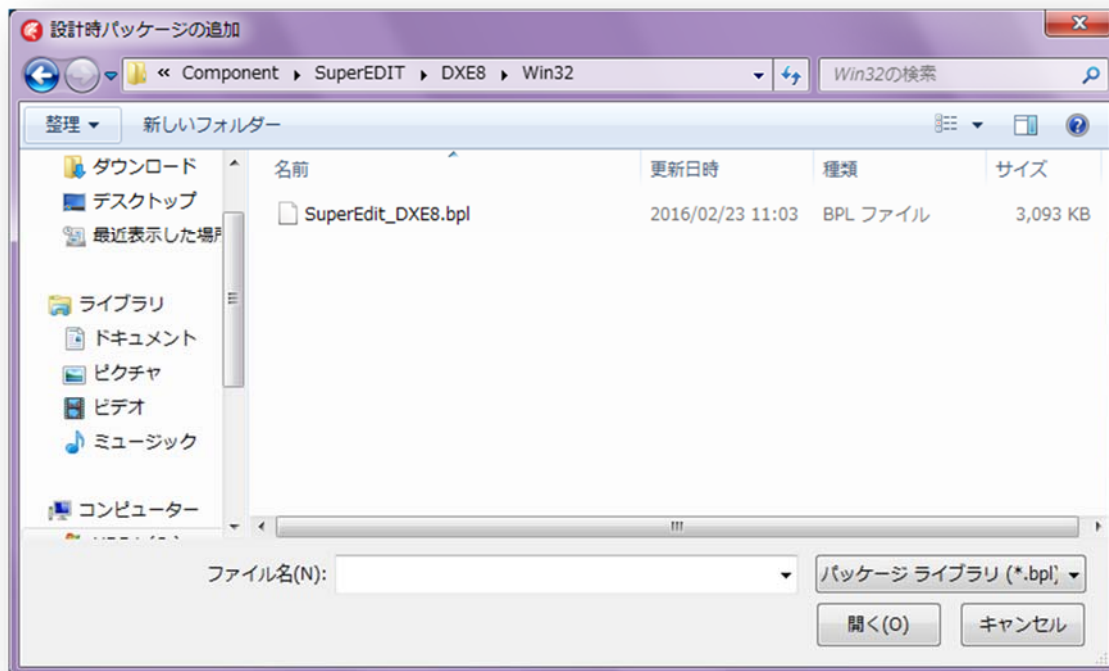 設計時パッケージの追加
« Component ▸ SuperEDIT ▸ DXE8 ▸ Win32
Win32の検索
整理 ▼ 新しいフォルダー
ダウンロード
デスクトップ
最近表示した場所
ライブラリ
ドキュメント
ピクチャ
ビデオ
ミュージック
コンピューター
名前 更新日時 種類 サイズ
SuperEdit_DXE8.bpl 2016/02/23 11:03 BPL ファイル 3,093 KB
ファイル名(N):
パッケージ ライブラリ (*.bpl)
開く(O) キャンセル